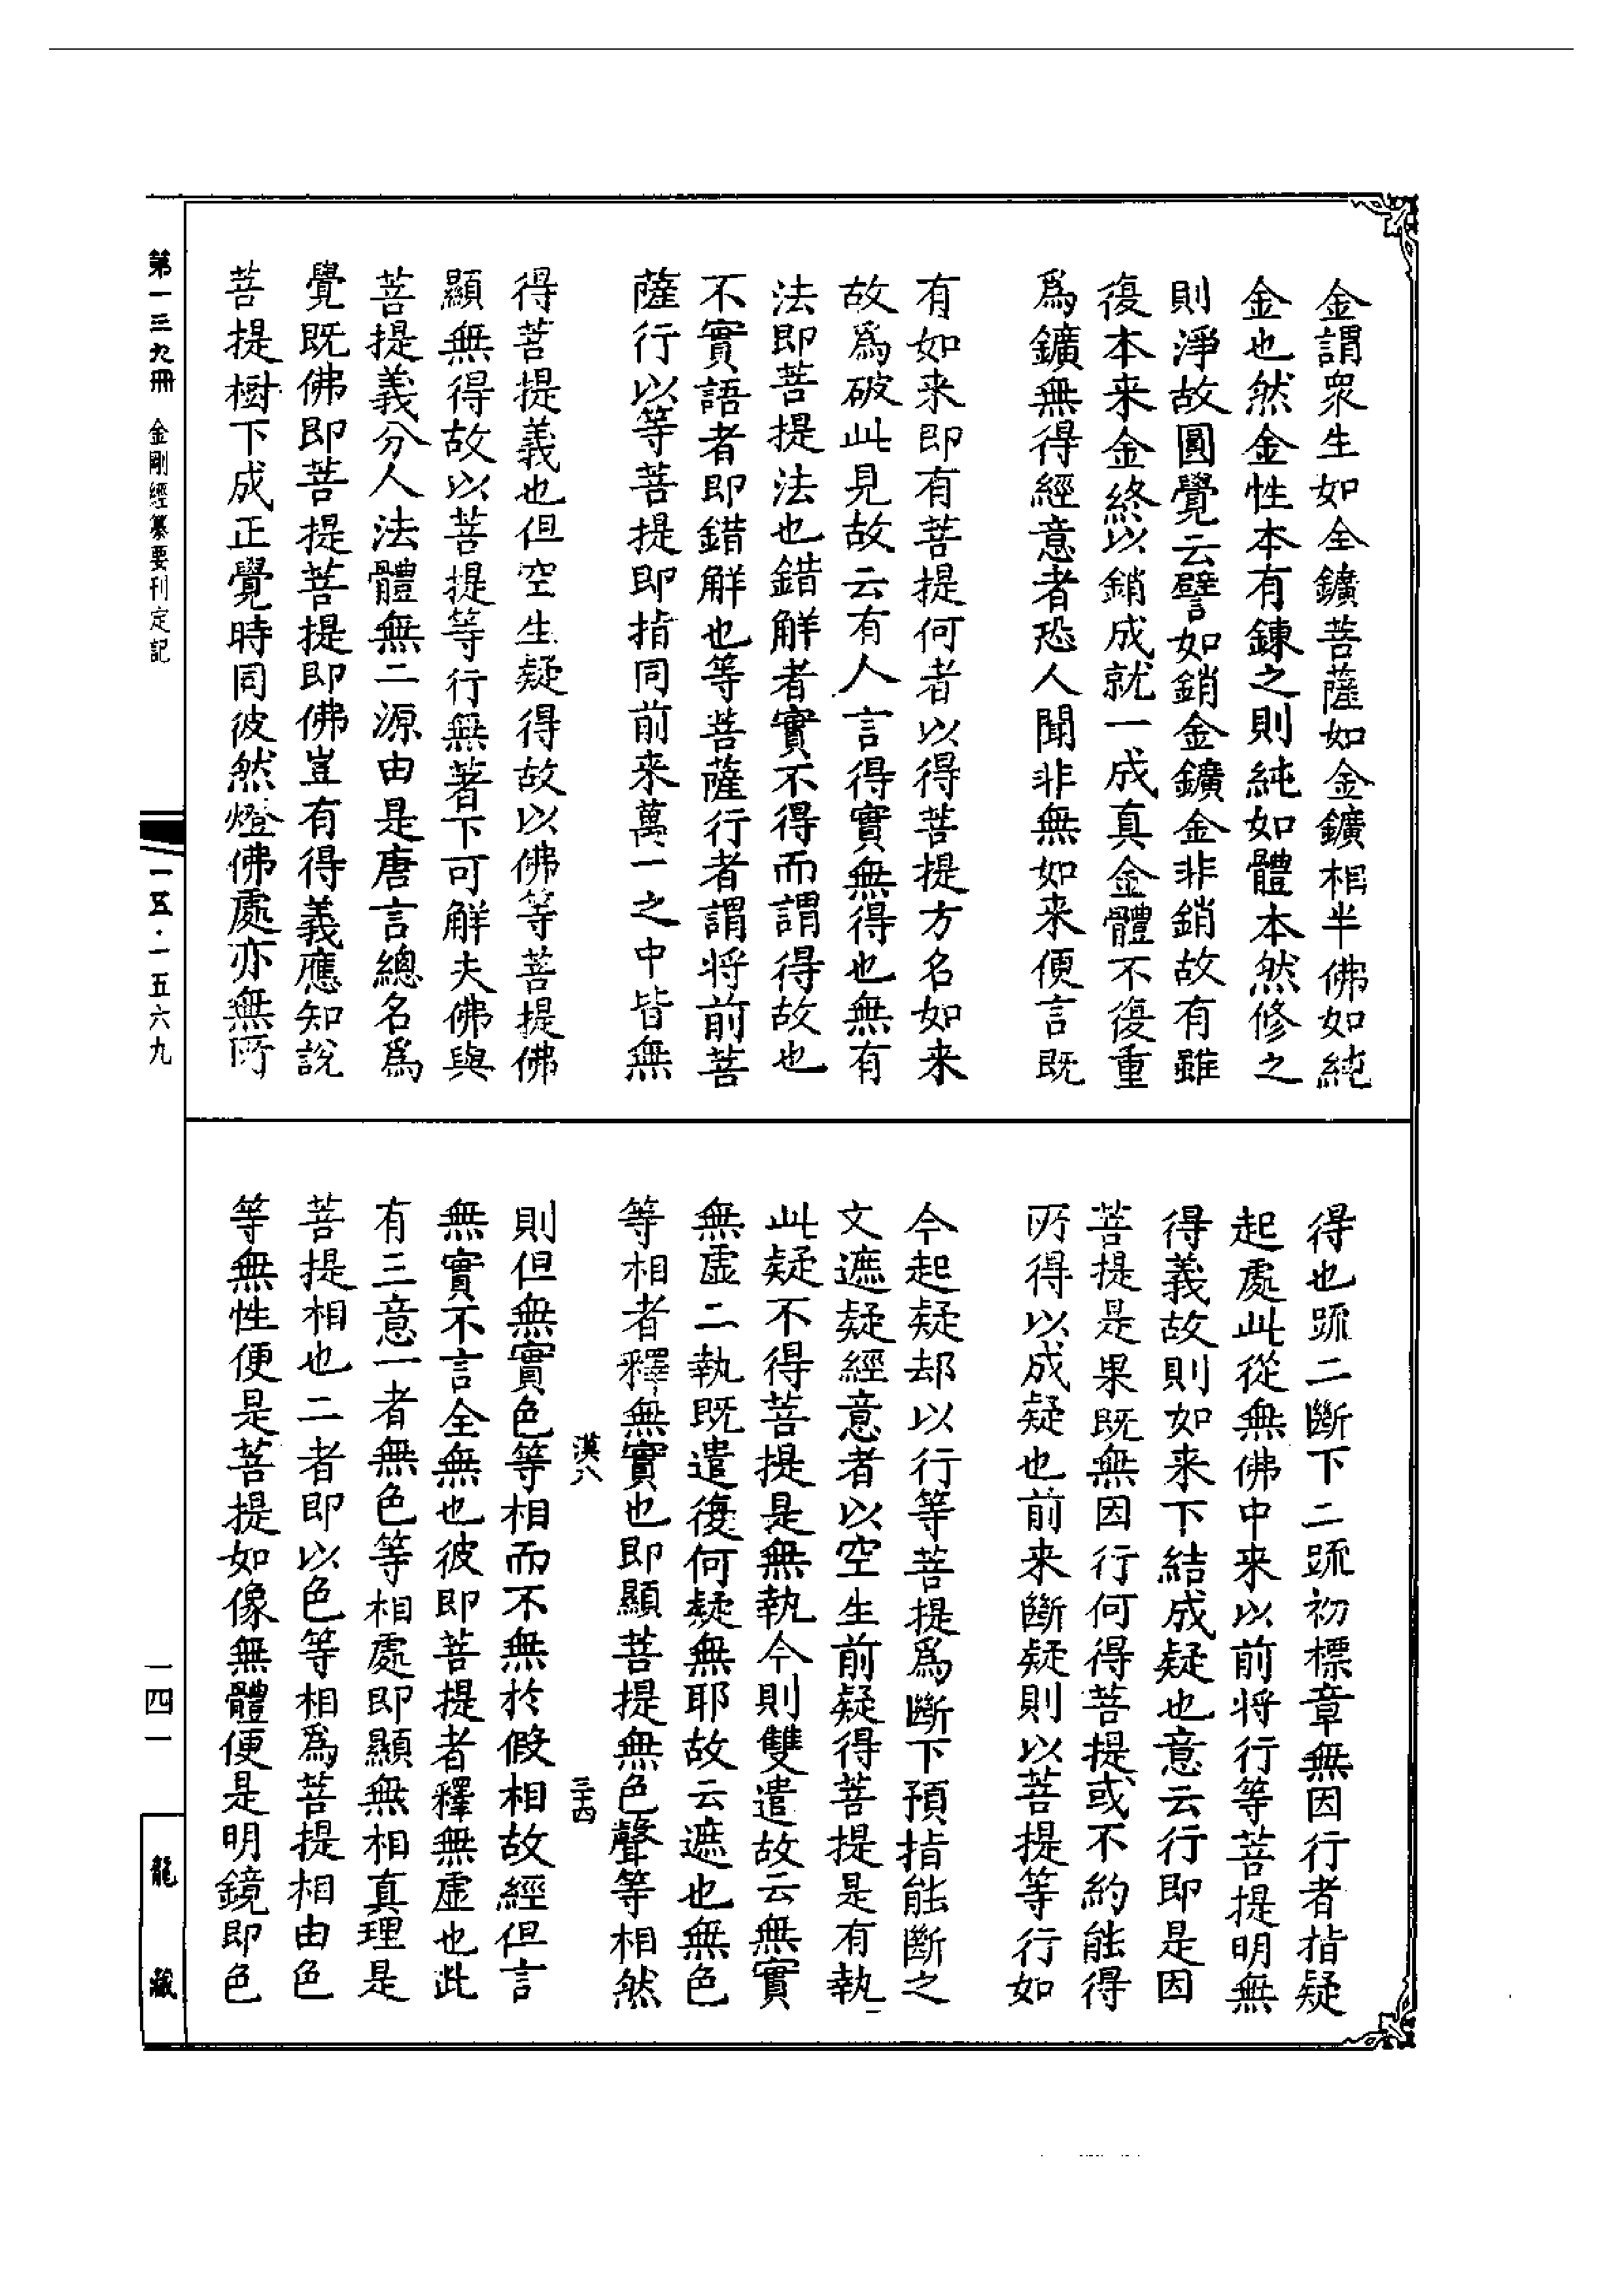 金謂衆生如全鑛菩薩如金鑛相半佛如純
金也然金性本有鍊之則純如體本然修之
則淨故圓覺云譬如銷金鑛金非銷故有雖
復本来金終以銷成就一成真金體不復重
爲鑛無得經意者恐人聞非無如来便言既
有如来即有菩提何者以得菩提方名如来
故爲破此見故云有人言得實無得也無有
法即菩提法也錯解者實不得而謂得故也
不實語者即錯解也等菩薩行者謂将前菩
薩行以等菩提即指同前来萬一之中皆無
得菩提義也但空生疑得故以佛等菩提佛
顯無得故以菩提等行無著下可解夫佛與
菩提義分人法體無二源由是唐言總名爲
覺既佛即菩提菩提即佛豈有得義應知說
菩提樹下成正覺時同彼然燈佛處亦無所
得也䟽二斷下二䟽初標章無因行者指疑
起處此從無佛中来以前将行等菩提明無
得義故則如来下結成疑也意云行即是因
菩提是果既無因行何得菩提或不約能得
所得以成疑也前来斷疑則以菩提等行如
今起疑却以行等菩提爲斷下預指能斷之
文遮疑經意者以空生前疑得菩提是有執
此疑不得菩提是無執今則雙遣故云無實
無虛二執既遣復何疑無耶故云遮也無色
等相者釋無實也即顯菩提無色聲等相然
漢八
三十四
則但無實色等相而不無於假相故經但言
無實不言全無也彼即菩提者釋無虛也此
有三意一者無色等相處即顯無相真理是
菩提相也二者即以色等相爲菩提相由色
等無性便是菩提如像無體便是明鏡即色
第一三九冊 金剛經纂要刊定記
一五·一五六九
一四一
龍藏